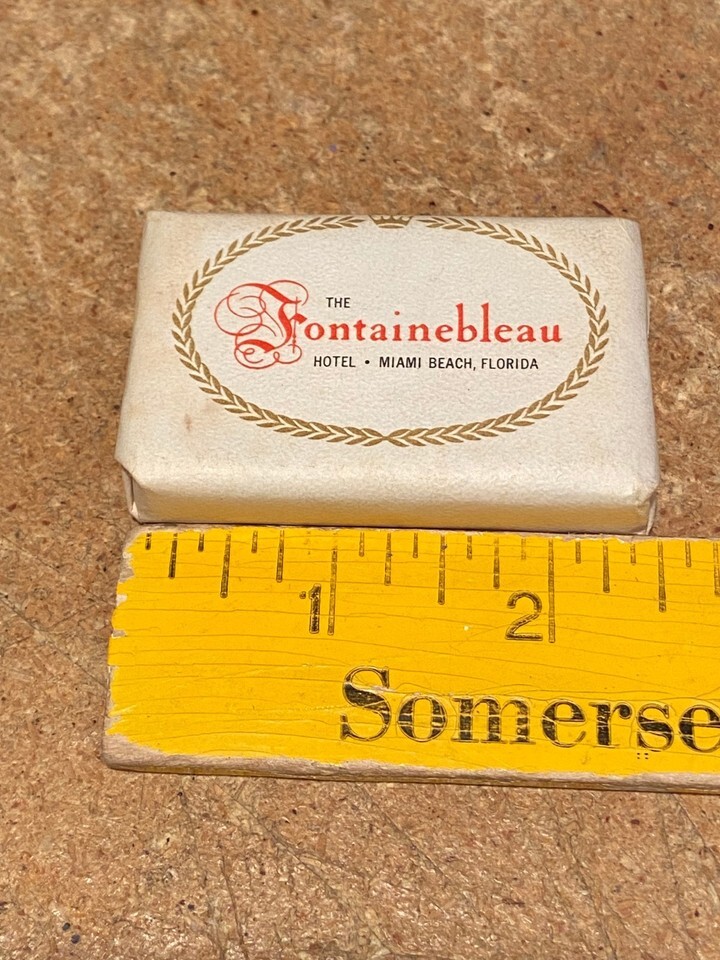 THE
Fontainebleau
HOTEL • MIAMI BEACH, FLORIDA
1 2
Somerse